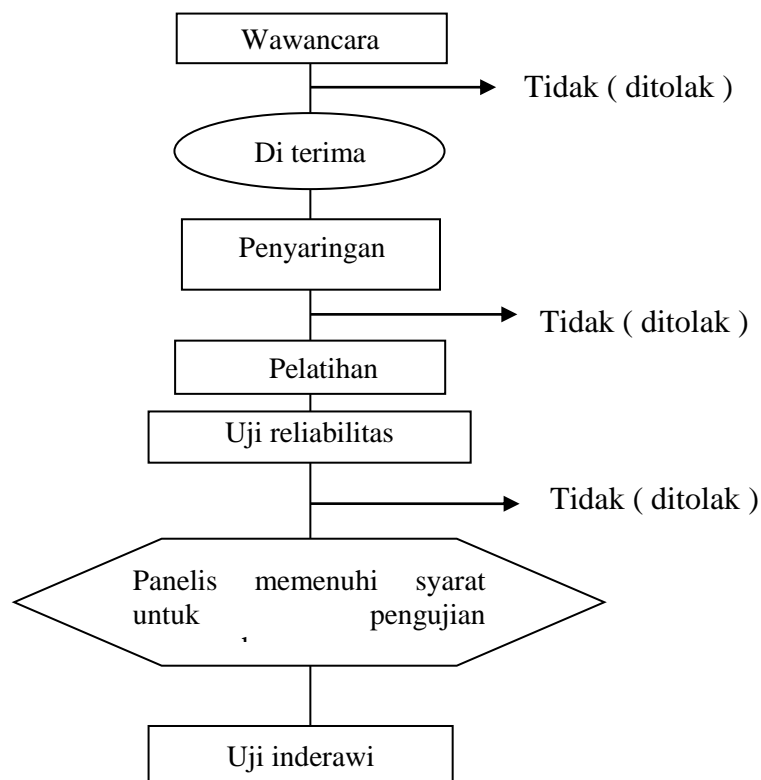 Wawancara
Tidak ( ditolak )
Di terima
Penyaringan
Tidak ( ditolak )
Pelatihan
Uji reliabilitas
Tidak ( ditolak )
Panelis memenuhi syarat
untuk pengujian
Uji inderawi